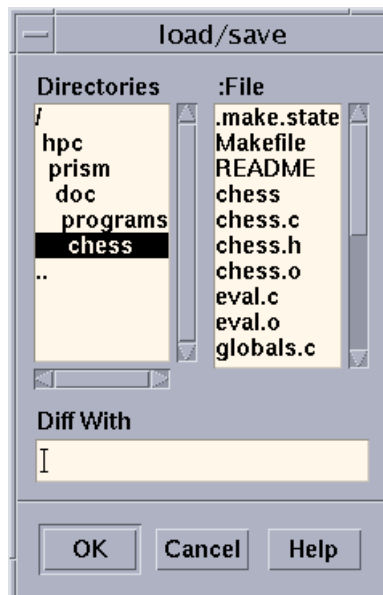 load/save
Directories
/
hpc
prism
doc
programs
chess
..
:File
.make.state
Makefile
README
chess
chess.c
chess.h
chess.o
eval.c
eval.o
globals.c
Diff With
OK
Cancel
Help